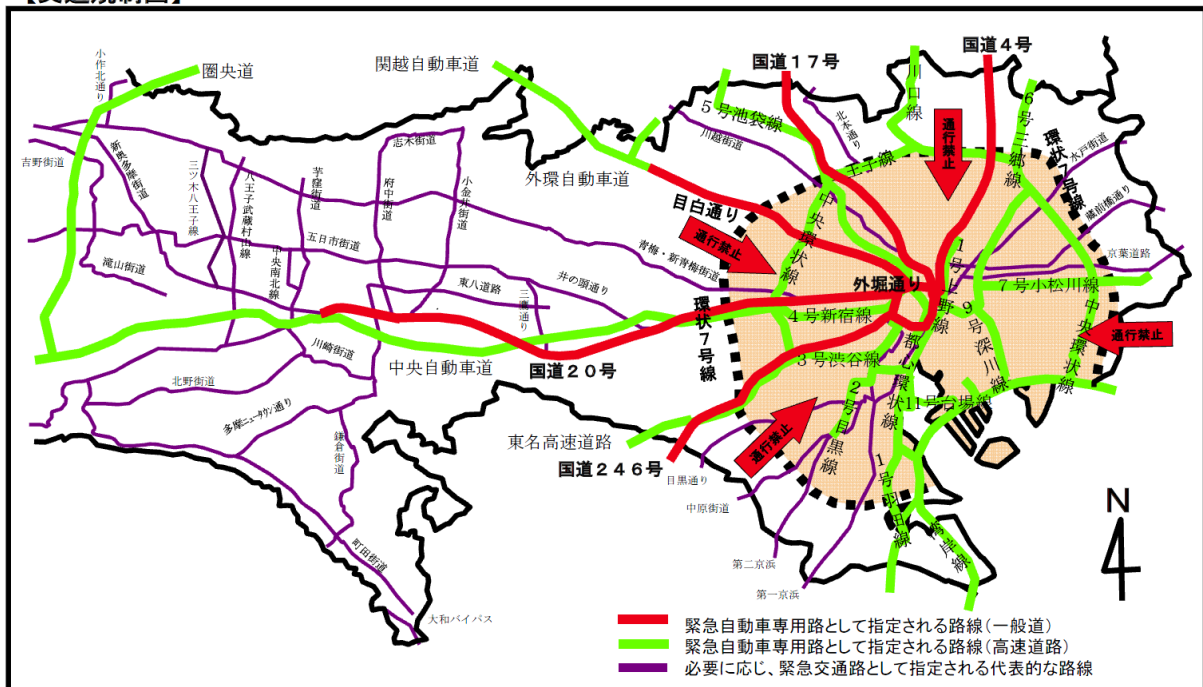 【交通規制図】
小作北通り
圏央道
関越自動車道
国道17号
国道4号
川口線
6号三郷線
5号池袋線
北本通り
川越街道
王子線
通行禁止
環状7号線
水戸街道
蔵前橋通り
京葉道路
吉野街道
新奥多摩街道
三ツ木八王子線
八王子武蔵村山線
芋窪街道
府中街道
志木街道
小金井街道
外環自動車道
目白通り
通行禁止
中央環状線
五日市街道
中央南北線
滝山街道
東八道路
三鷹通り
井の頭通り
青梅・新青梅街道
環状7号線
外堀通り
1号上野線
7号小松川線
9号深川線
中央環状線
通行禁止
4号新宿線
3号渋谷線
都心環状線
2号目黒線
11号台場線
川崎街道
中央自動車道
国道20号
北野街道
多摩ニュータウン通り
鎌倉街道
東名高速道路
国道246号
通行禁止
目黒通り
中原街道
第二京浜
第一京浜
1号羽田線
湾岸線
町田街道
大和バイパス
N
緊急自動車専用路として指定される路線(一般道)
緊急自動車専用路として指定される路線(高速道路)
必要に応じ、緊急交通路として指定される代表的な路線